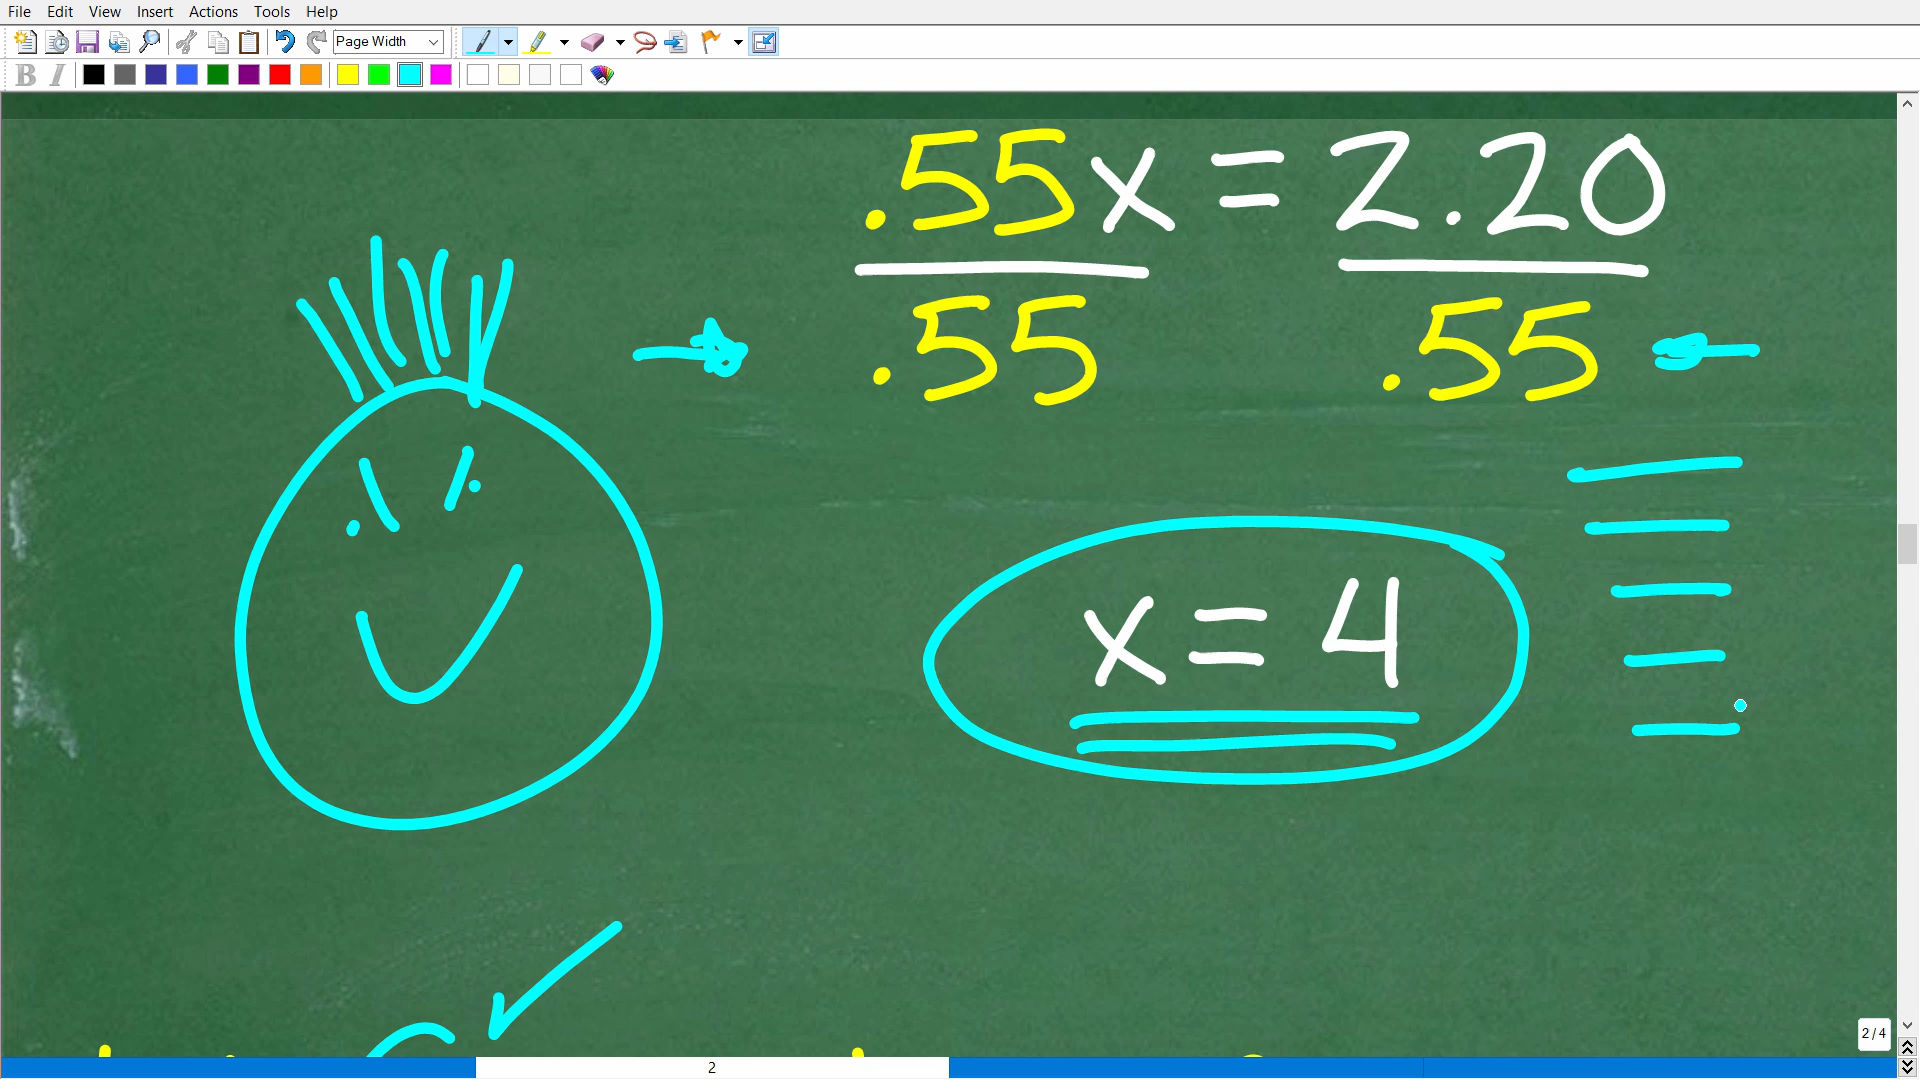 File Edit View Insert Actions Tools Help
Page Width
B I
.55x = 2.20
.55 .55
x = 4
2 / 4
2